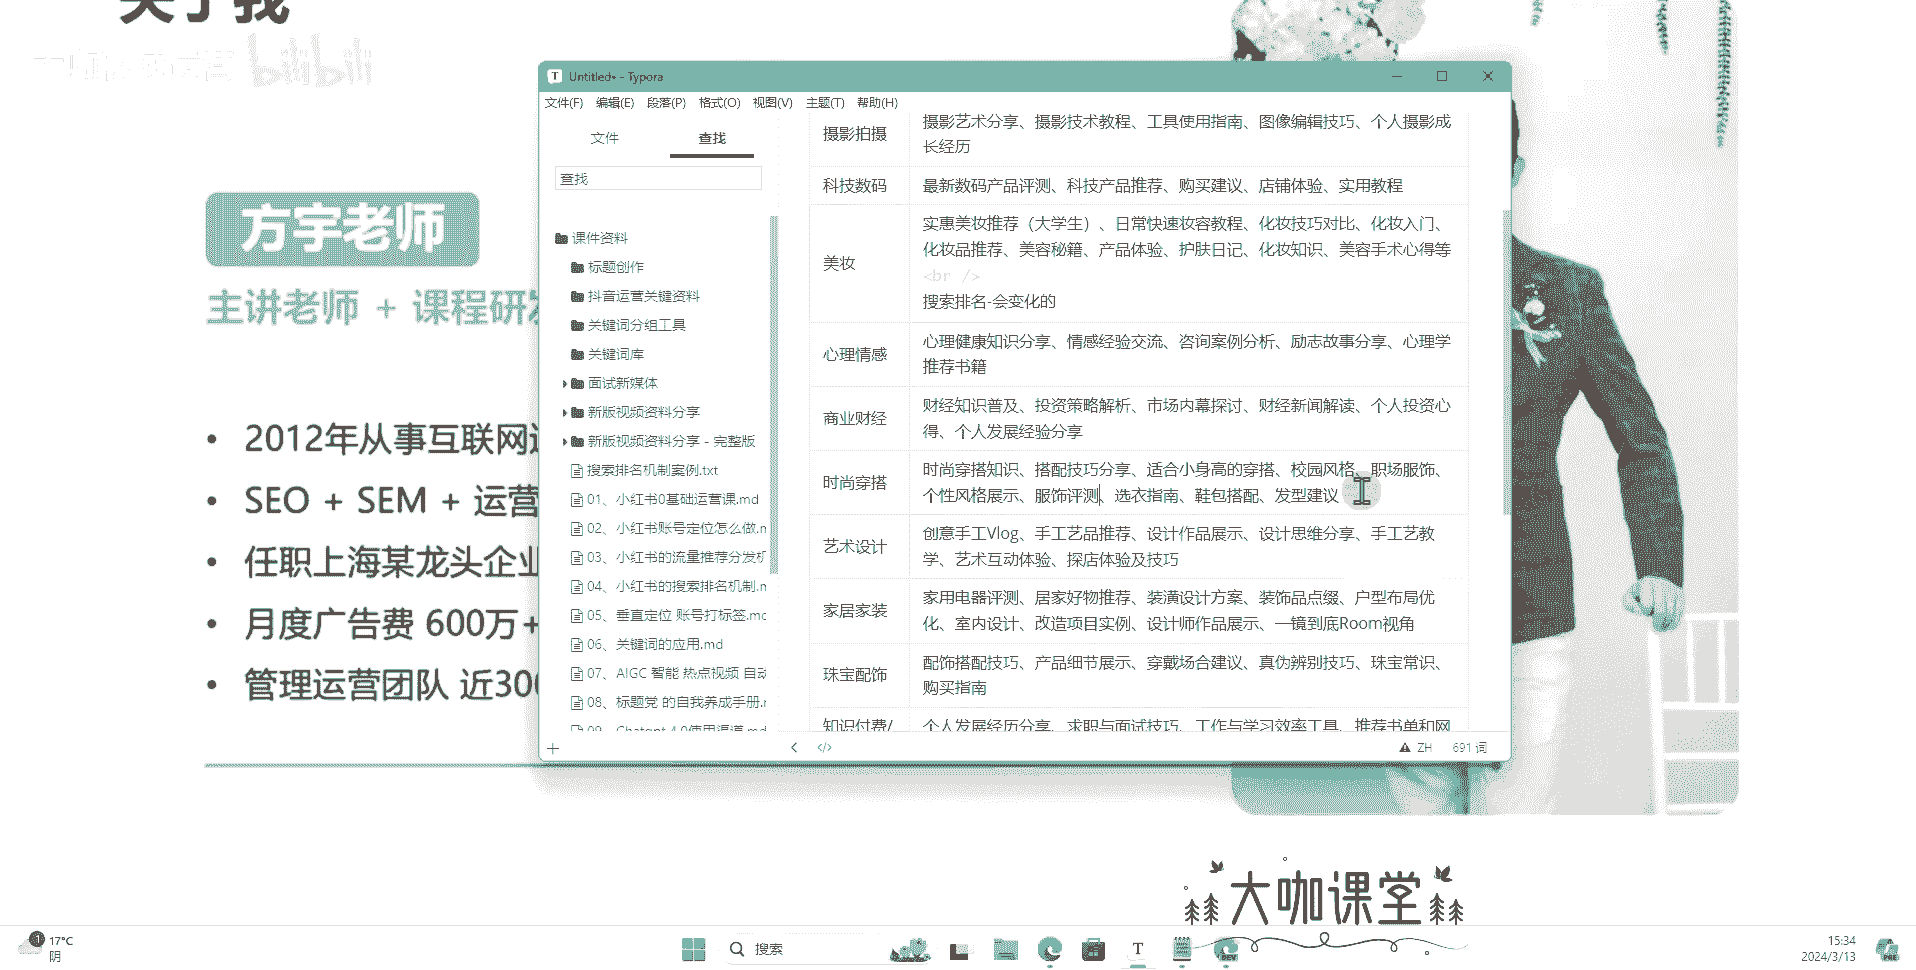 关于我
bilibili
方宇老师
主讲老师 + 课程研发
2012年从事互联网运
SEO + SEM + 运营
任职上海某龙头企业
月度广告费 600万+
管理运营团队 近300
Untitled• - Typora
文件(F) 编辑(E) 段落(P) 格式(O) 视图(V) 主题(T) 帮助(H)
文件 查找
查找
课件资料
标题创作
抖音运营关键资料
关键词分组工具
关键词库
面试新媒体
新版视频资料分享
新版视频资料分享 - 完整版
搜索排名机制案例.txt
01、小红书0基础运营课.md
02、小红书账号定位怎么做.m
03、小红书的流量推荐分发机
04、小红书的搜索排名机制.m
05、垂直定位 账号打标签.mc
06、关键词的应用.md
07、AIGC 智能 热点视频 自动
08、标题党 的自我养成手册.r
09、Chatgpt 4.0使用渠道.md
摄影拍摄
摄影艺术分享、摄影技术教程、工具使用指南、图像编辑技巧、个人摄影成
长经历
科技数码
最新数码产品评测、科技产品推荐、购买建议、店铺体验、实用教程
美妆
实惠美妆推荐（大学生）、日常快速妆容教程、化妆技巧对比、化妆入门、
化妆品推荐、美容秘籍、产品体验、护肤日记、化妆知识、美容手术心得等
<br />
搜索排名-会变化的
心理情感
心理健康知识分享、情感经验交流、咨询案例分析、励志故事分享、心理学
推荐书籍
商业财经
财经知识普及、投资策略解析、市场内幕探讨、财经新闻解读、个人投资心
得、个人发展经验分享
时尚穿搭
时尚穿搭知识、搭配技巧分享、适合小身高的穿搭、校园风格、职场服饰、
个性风格展示、服饰评测、选衣指南、鞋包搭配、发型建议
艺术设计
创意手工Vlog、手工艺品推荐、设计作品展示、设计思维分享、手工艺教
学、艺术互动体验、探店体验及技巧
家居家装
家用电器评测、居家好物推荐、装潢设计方案、装饰品点缀、户型布局优
化、室内设计、改造项目实例、设计师作品展示、一镜到底Room视角
珠宝配饰
配饰搭配技巧、产品细节展示、穿戴场合建议、真伪辨别技巧、珠宝常识、
购买指南
知识付费/
个人发展经历分享、求职与面试技巧、工作与学习效率工具、推荐书单和网
</> ZH 691 词
大咖课堂
1 17°C
阴
搜索
T
DEV
15:34
2024/3/13
PRE